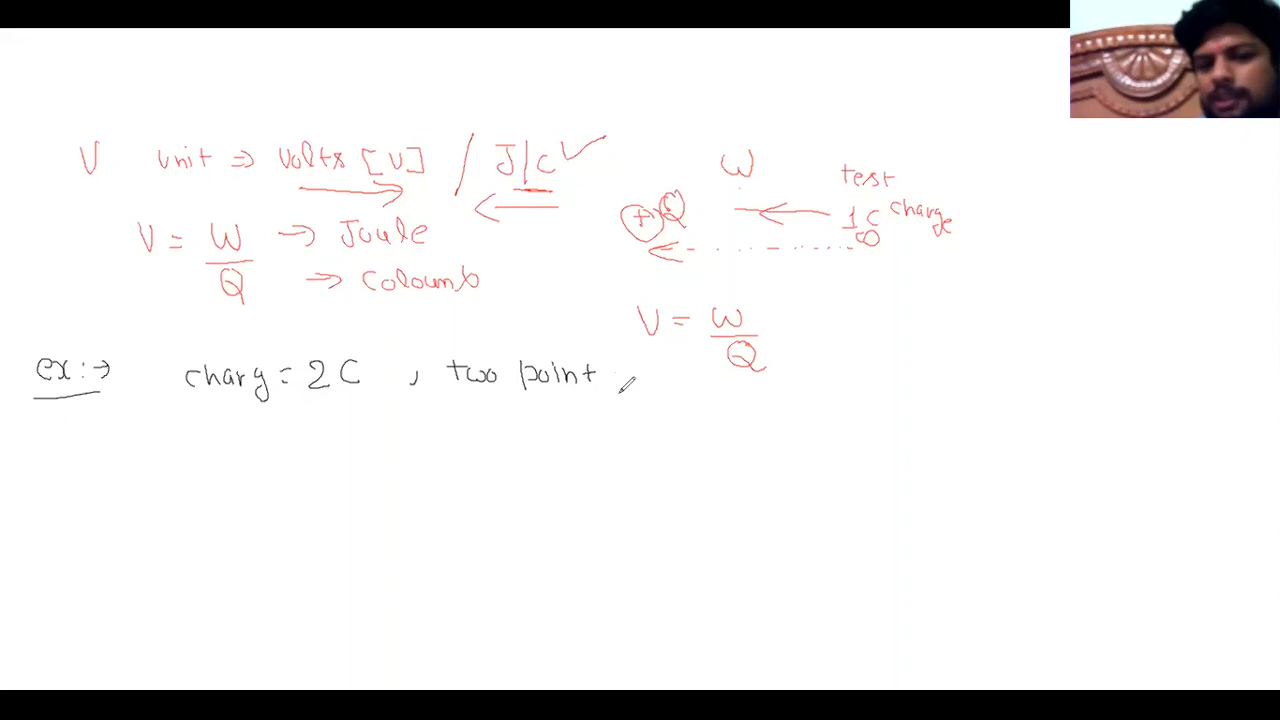 V unit ⇒ volts [V] / J|C ✓
V = W/Q → Joule
→ Coloumb
W
test
+ Q ← 1C charge
∞
V = W/Q
ex:→ charg = 2C , two point